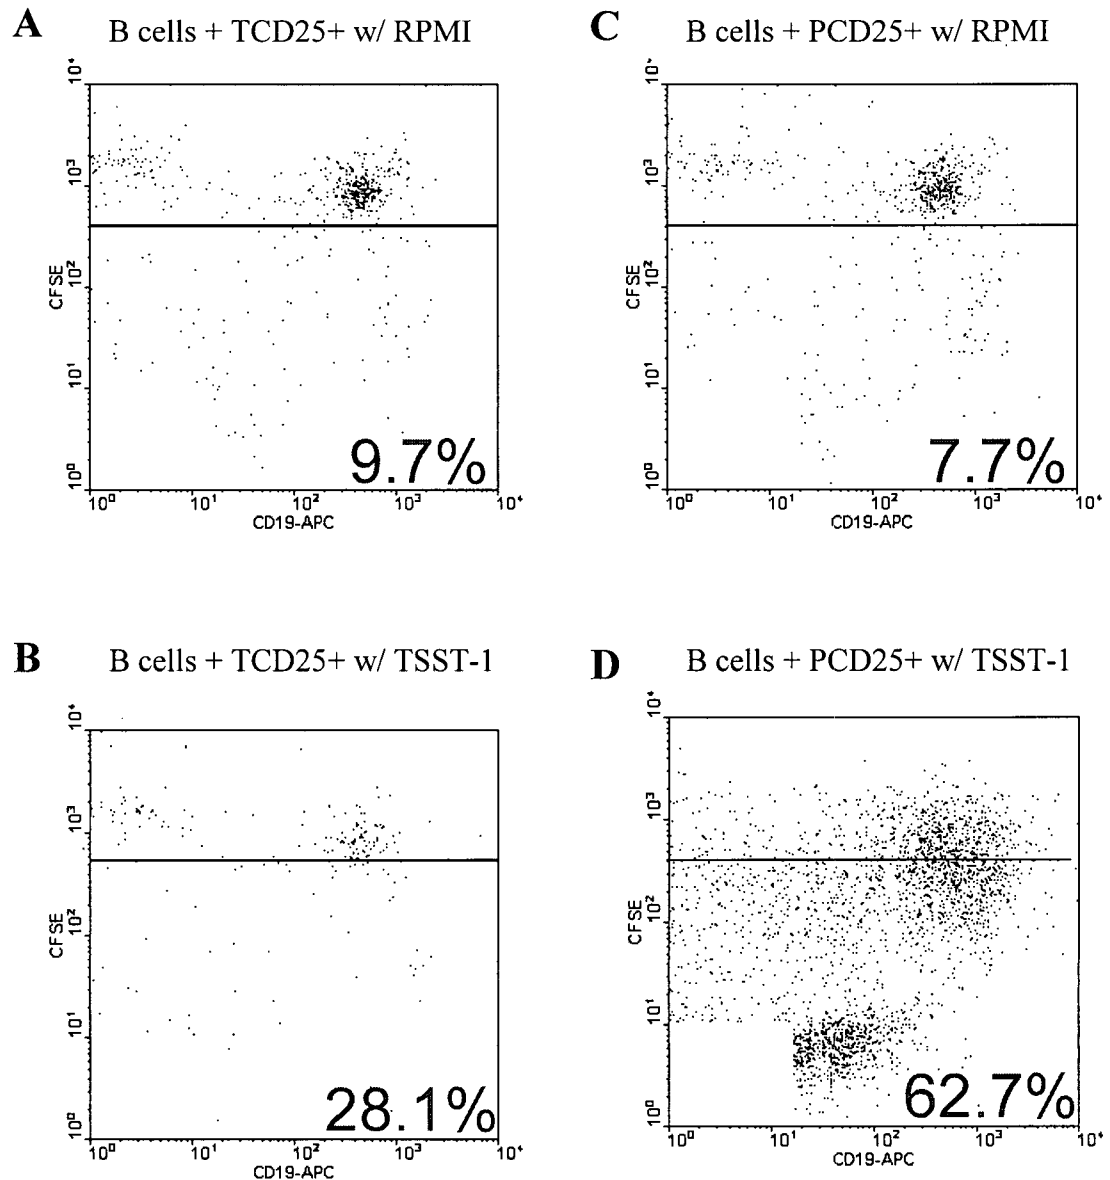 A
B cells + TCD25+ w/ RPMI
10⁴
10³
10²
10¹
10⁰
CFSE
9.7%
10⁰ 10¹ 10² 10³ 10⁴
CD19-APC
C
B cells + PCD25+ w/ RPMI
10⁴
10³
10²
10¹
10⁰
CFSE
7.7%
10⁰ 10¹ 10² 10³ 10⁴
CD19-APC
B
B cells + TCD25+ w/ TSST-1
10⁴
10³
10²
10¹
10⁰
CFSE
28.1%
10⁰ 10¹ 10² 10³ 10⁴
CD19-APC
D
B cells + PCD25+ w/ TSST-1
10⁴
10³
10²
10¹
10⁰
CFSE
62.7%
10⁰ 10¹ 10² 10³ 10⁴
CD19-APC